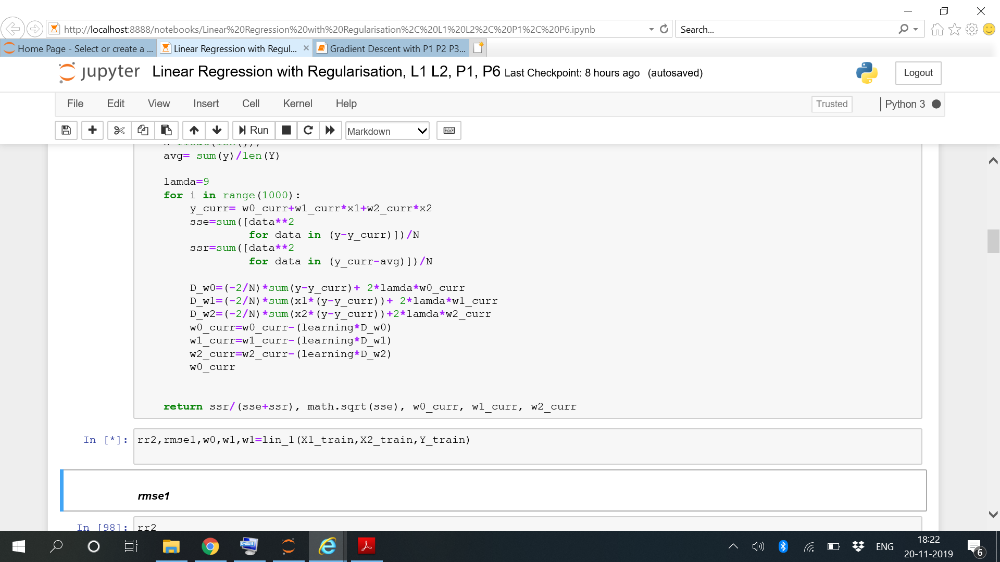 http://localhost:8888/notebooks/Linear%20Regression%20with%20Regularisation%2C%20L1%20L2%2C%20P1%2C%20P6.ipynb
Search...
Home Page - Select or create a ...
Linear Regression with Regul...
Gradient Descent with P1 P2 P3...
jupyter Linear Regression with Regularisation, L1 L2, P1, P6 Last Checkpoint: 8 hours ago (autosaved)
Logout
File Edit View Insert Cell Kernel Help
Trusted
Python 3
Run
Markdown
avg= sum(y)/len(Y)
lamda=9
for i in range(1000):
y_curr= w0_curr+w1_curr*x1+w2_curr*x2
sse=sum([data**2
for data in (y-y_curr)])/N
ssr=sum([data**2
for data in (y_curr-avg)])/N
D_w0=(-2/N)*sum(y-y_curr)+ 2*lamda*w0_curr
D_w1=(-2/N)*sum(x1*(y-y_curr))+ 2*lamda*w1_curr
D_w2=(-2/N)*sum(x2*(y-y_curr))+2*lamda*w2_curr
w0_curr=w0_curr-(learning*D_w0)
w1_curr=w1_curr-(learning*D_w1)
w2_curr=w2_curr-(learning*D_w2)
w0_curr
return ssr/(sse+ssr), math.sqrt(sse), w0_curr, w1_curr, w2_curr
In [*]: rr2,rmse1,w0,w1,w1=lin_1(X1_train,X2_train,Y_train)
rmse1
In [98]: rr2
ENG
18:22
20-11-2019
6